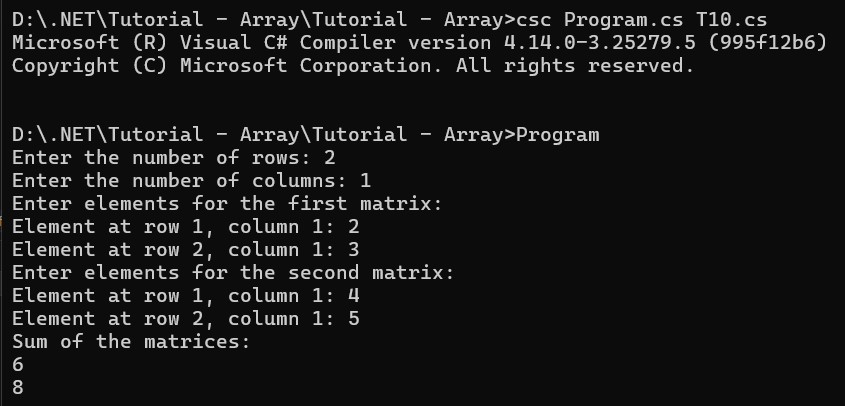 D:\.NET\Tutorial - Array\Tutorial - Array>csc Program.cs T10.cs
Microsoft (R) Visual C# Compiler version 4.14.0-3.25279.5 (995f12b6)
Copyright (C) Microsoft Corporation. All rights reserved.
D:\.NET\Tutorial - Array\Tutorial - Array>Program
Enter the number of rows: 2
Enter the number of columns: 1
Enter elements for the first matrix:
Element at row 1, column 1: 2
Element at row 2, column 1: 3
Enter elements for the second matrix:
Element at row 1, column 1: 4
Element at row 2, column 1: 5
Sum of the matrices:
6
8